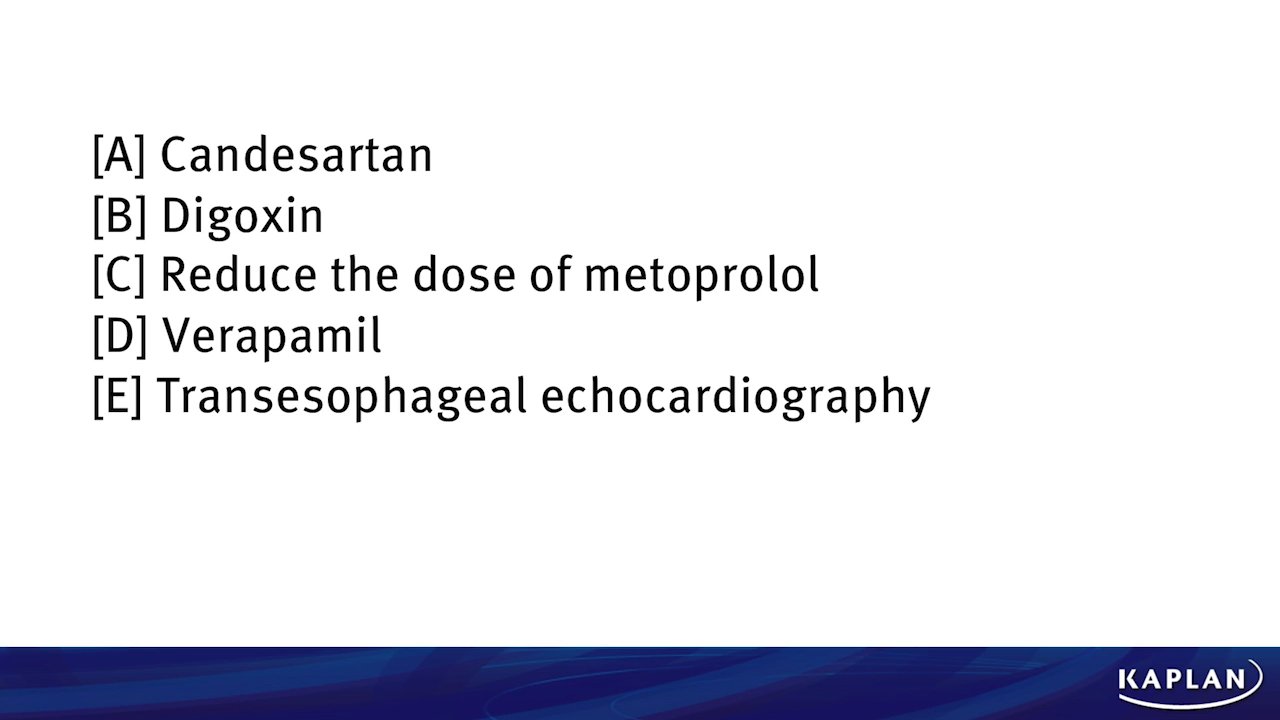 [A] Candesartan
[B] Digoxin
[C] Reduce the dose of metoprolol
[D] Verapamil
[E] Transesophageal echocardiography
KAPLAN